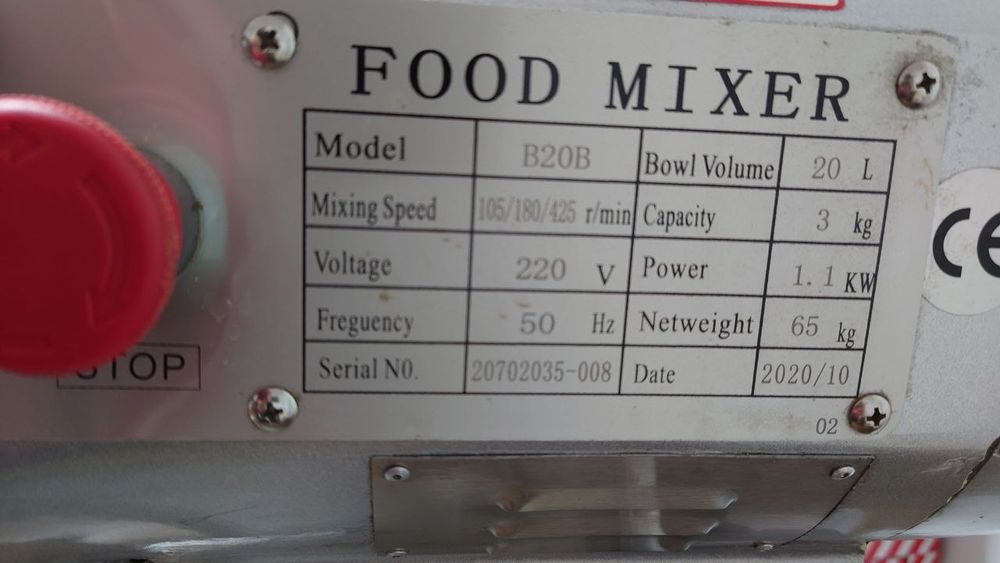 FOOD MIXER
Model B20B Bowl Volume 20 L
Mixing Speed 105/180/425 r/min Capacity 3 kg
Voltage 220 V Power 1.1 KW
Freguency 50 Hz Netweight 65 kg
Serial N0. 20702035-008 Date 2020/10
02
STOP
CE